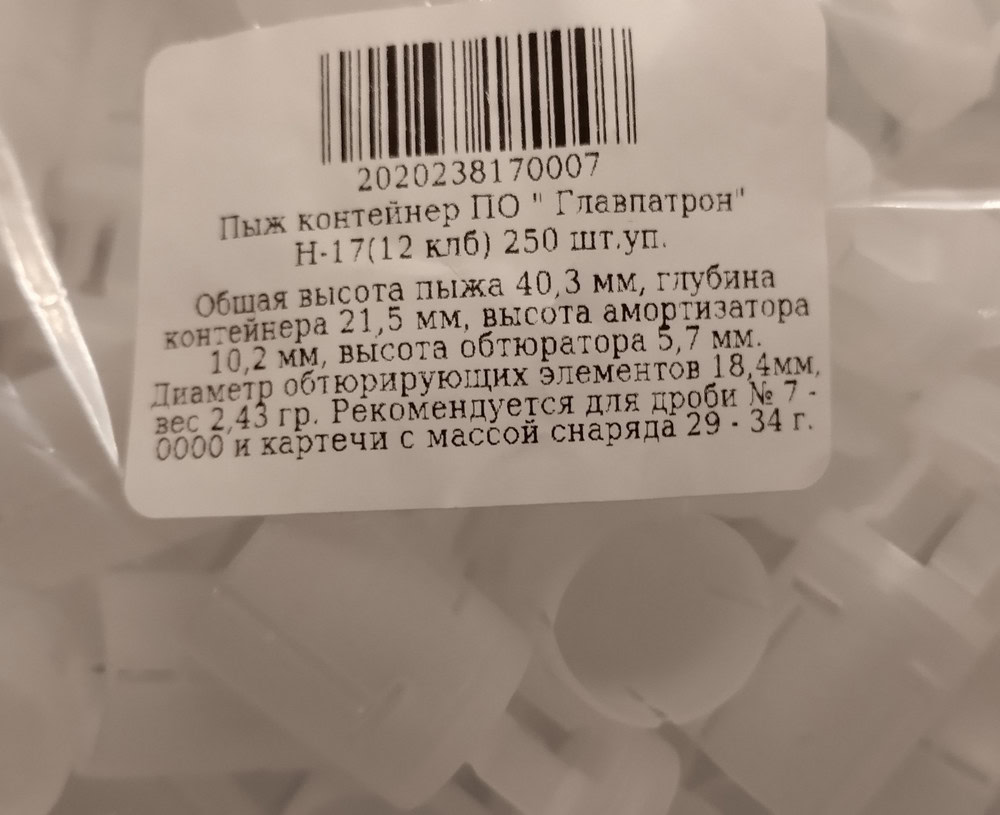 2020238170007
Пыж контейнер ПО " Главпатрон"
Н-17(12 клб) 250 шт.уп.
Общая высота пыжа 40,3 мм, глубина
контейнера 21,5 мм, высота амортизатора
10,2 мм, высота обтюратора 5,7 мм.
Диаметр обтюрирующих элементов 18,4мм,
вес 2,43 гр. Рекомендуется для дроби № 7 -
0000 и картечи с массой снаряда 29 - 34 г.